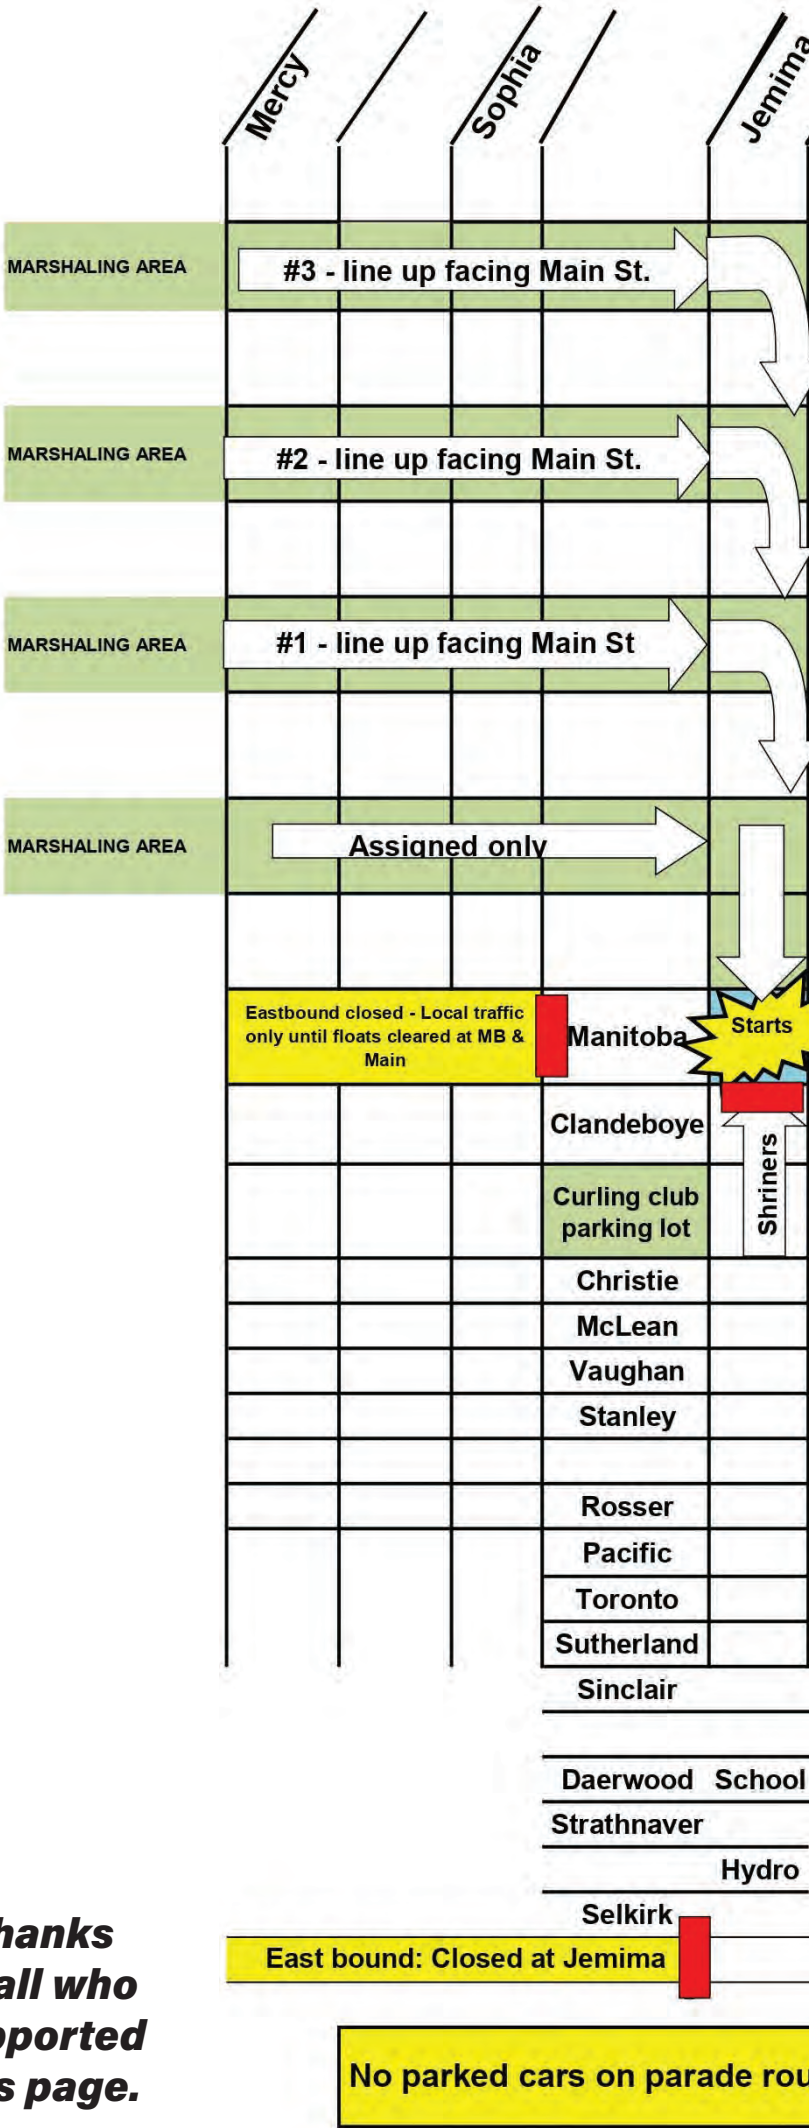 Mercy
Sophia
Jemima
MARSHALING AREA
#3 - line up facing Main St.
MARSHALING AREA
#2 - line up facing Main St.
MARSHALING AREA
#1 - line up facing Main St
MARSHALING AREA
Assigned only
Eastbound closed - Local traffic
only until floats cleared at MB &
Main
Manitoba
Starts
Clandeboye
Shriners
Curling club
parking lot
Christie
McLean
Vaughan
Stanley
Rosser
Pacific
Toronto
Sutherland
Sinclair
Daerwood School
Strathnaver
Hydro
Selkirk
East bound: Closed at Jemima
hanks
all who
pported
s page.
No parked cars on parade rou